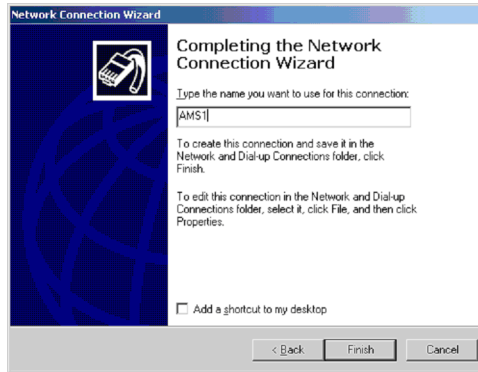 Network Connection Wizard
Completing the Network
Connection Wizard
Type the name you want to use for this connection:
AMS1
To create this connection and save it in the
Network and Dial-up Connections folder, click
Finish.
To edit this connection in the Network and Dial-up
Connections folder, select it, click File, and then click
Properties.
Add a shortcut to my desktop
< Back Finish Cancel